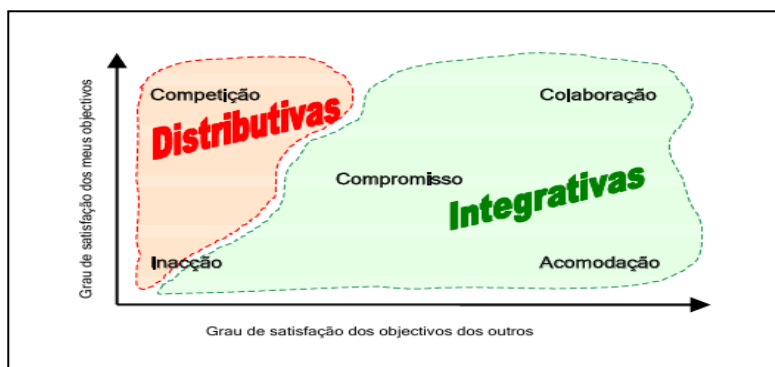 Grau de satisfação dos meus objectivos
Competição
Distributivas
Colaboração
Compromisso
Integrativas
Inacção
Acomodação
Grau de satisfação dos objectivos dos outros